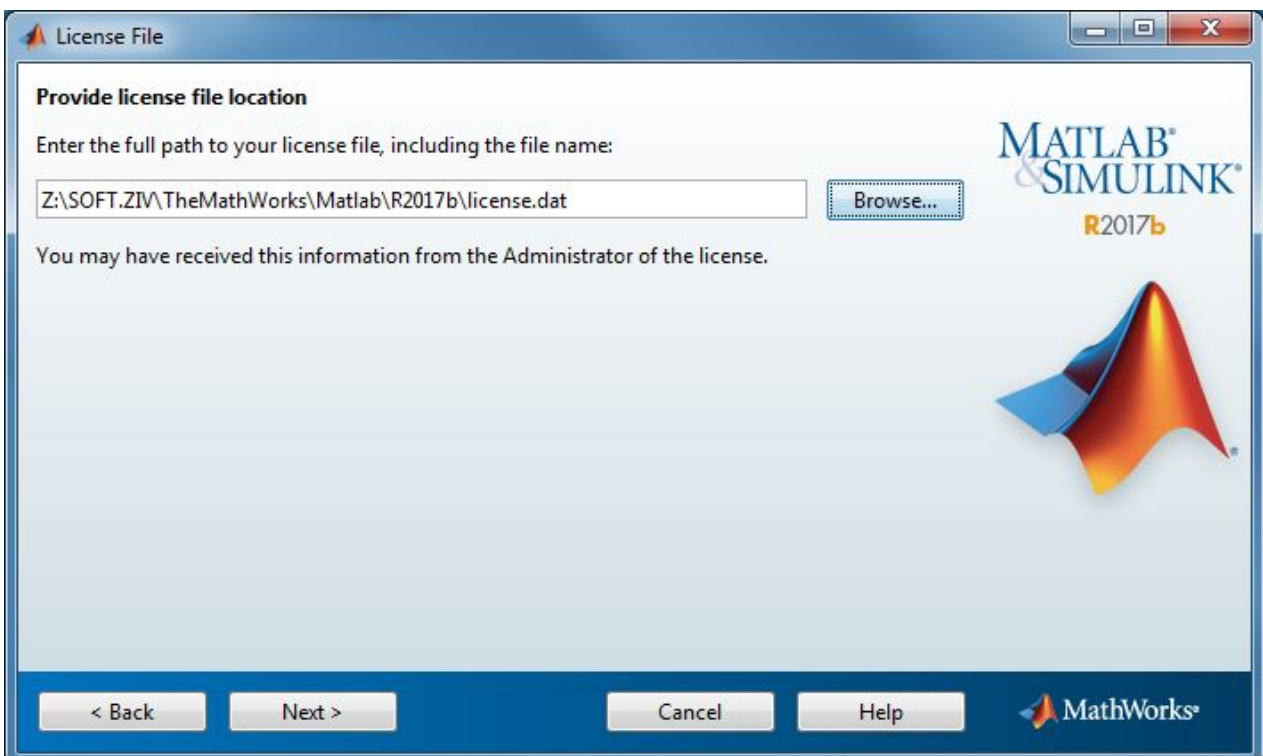 License File
Provide license file location
Enter the full path to your license file, including the file name:
Z:\SOFT.ZIV\TheMathWorks\Matlab\R2017b\license.dat
Browse...
You may have received this information from the Administrator of the license.
MATLAB®
&SIMULINK®
R2017b
< Back
Next >
Cancel
Help
MathWorks®